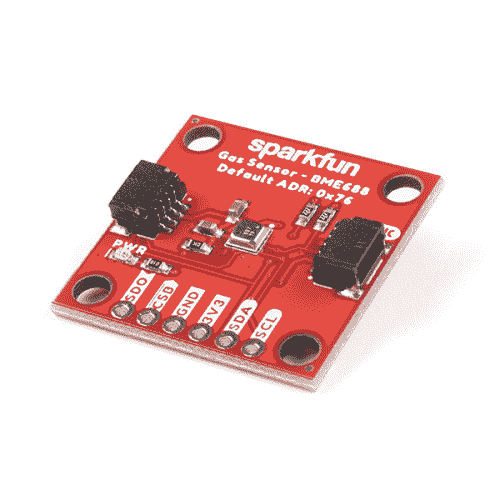 sparkfun
Gas Sensor - BME688
Default ADR: 0x76
PWR
SDO
CSB
GND
3V3
SDA
SCL